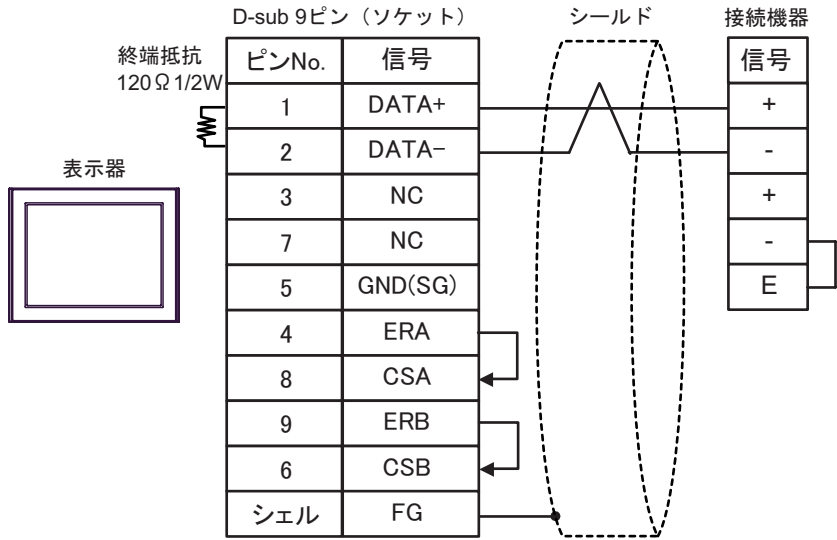 D-sub 9ピン（ソケット）
シールド
接続機器
終端抵抗
120Ω 1/2W
表示器
ピンNo. 信号
1 DATA+
2 DATA−
3 NC
7 NC
5 GND(SG)
4 ERA
8 CSA
9 ERB
6 CSB
シェル FG
信号
+
-
+
-
E